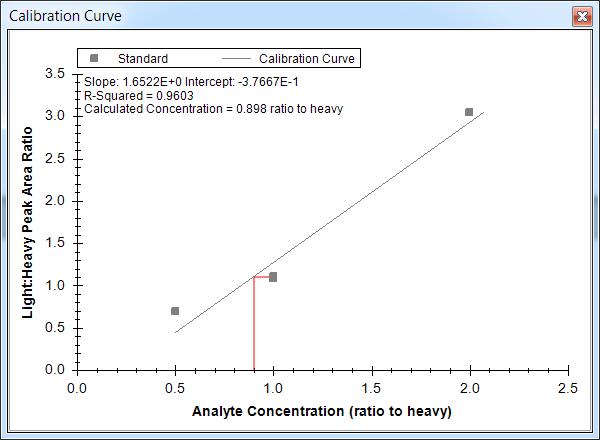 Calibration Curve
Standard Calibration Curve
Slope: 1.6522E+0 Intercept: -3.7667E-1
R-Squared = 0.9603
Calculated Concentration = 0.898 ratio to heavy
Light:Heavy Peak Area Ratio
3.5
3.0
2.5
2.0
1.5
1.0
0.5
0.0
0.0 0.5 1.0 1.5 2.0 2.5
Analyte Concentration (ratio to heavy)